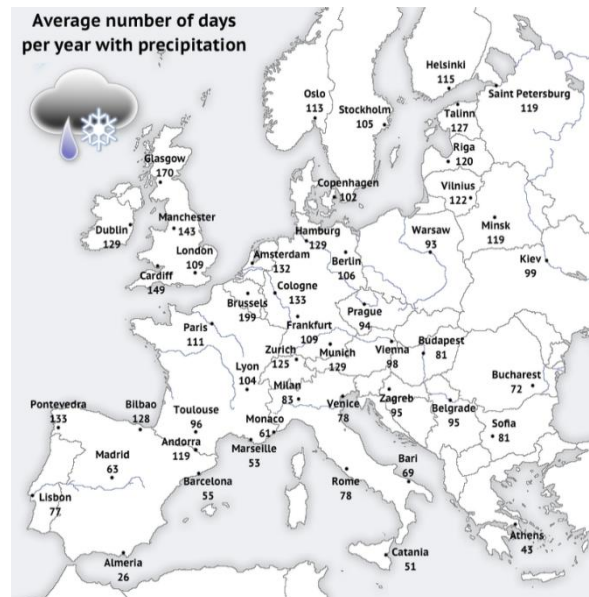 Average number of days
per year with precipitation
Helsinki
115
Oslo
113
Stockholm
105
Saint Petersburg
119
Talinn
127
Riga
120
Glasgow
170
Copenhagen
102
Vilnius
122
Manchester
143
Dublin
129
Hamburg
129
Warsaw
93
Minsk
119
London
109
Amsterdam
132
Berlin
106
Kiev
99
Cardiff
149
Cologne
133
Brussels
199
Prague
94
Paris
111
Frankfurt
109
Zurich
125
Munich
129
Vienna
98
Budapest
81
Lyon
104
Milan
83
Bucharest
72
Pontevedra
133
Bilbao
128
Toulouse
96
Venice
78
Zagreb
95
Belgrade
95
Monaco
61
Andorra
119
Marseille
53
Sofia
81
Madrid
63
Barcelona
55
Bari
69
Rome
78
Lisbon
77
Athens
43
Almeria
26
Catania
51